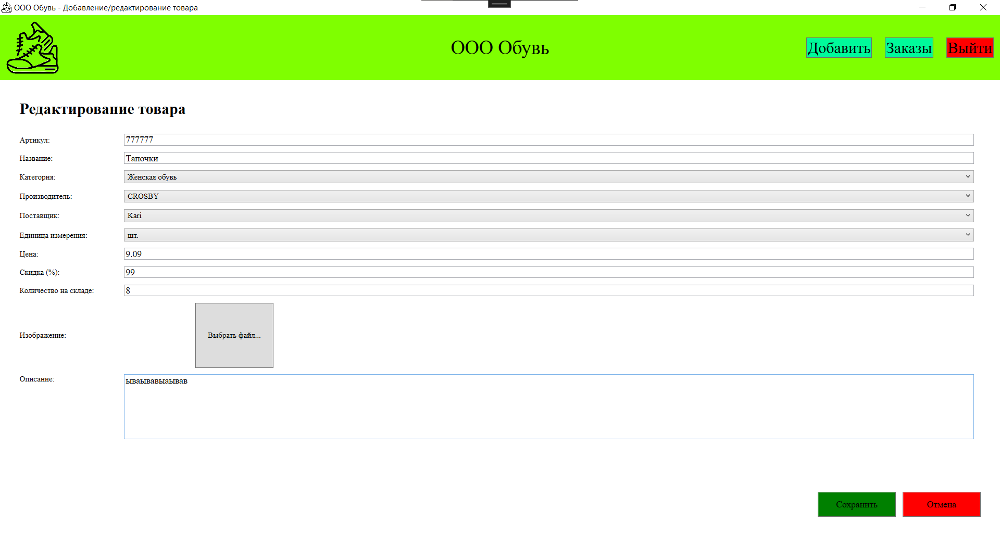 ООО Обувь - Добавление/редактирование товара
ООО Обувь
Добавить
Заказы
Выйти
Редактирование товара
Артикул: 777777
Название: Тапочки
Категория: Женская обувь
Производитель: CROSBY
Поставщик: Kari
Единица измерения: шт.
Цена: 9.09
Скидка (%): 99
Количество на складе: 8
Изображение: Выбрать файл...
Описание: ываывавыаывав
Сохранить
Отмена